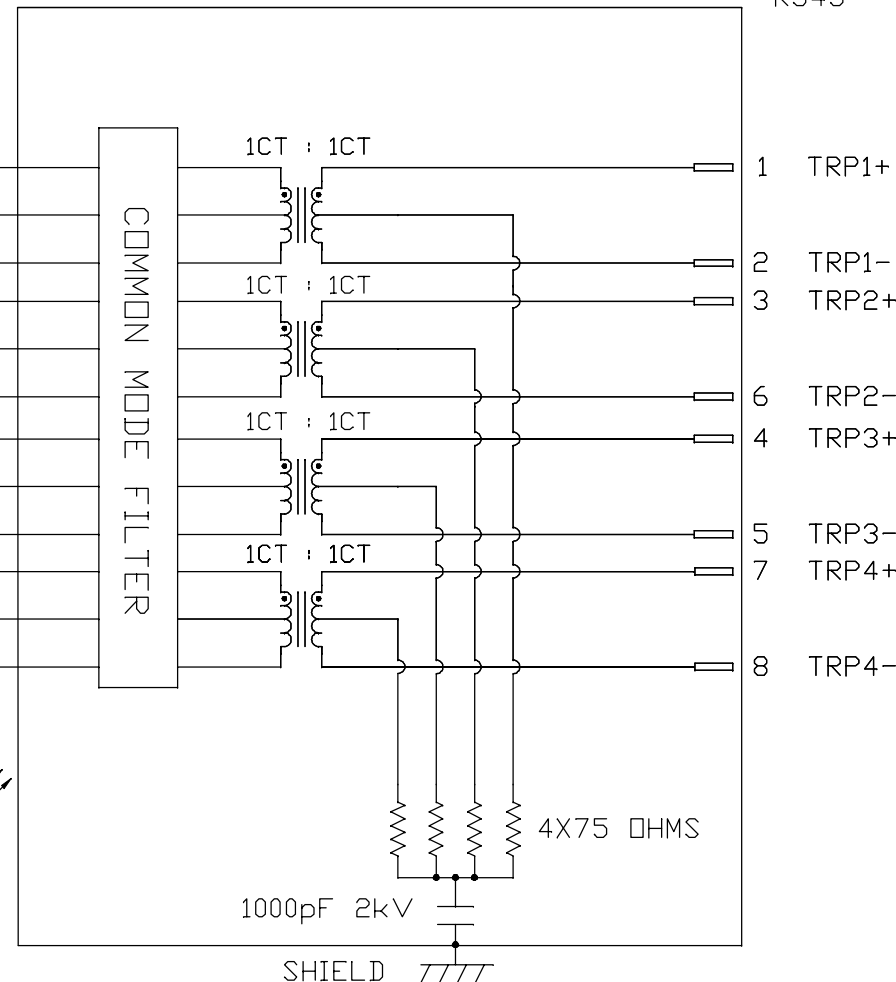 RJ45
1CT : 1CT
1 TRP1+
COMMON MODE FILTER
2 TRP1-
1CT : 1CT
3 TRP2+
6 TRP2-
1CT : 1CT
4 TRP3+
5 TRP3-
1CT : 1CT
7 TRP4+
8 TRP4-
4X75 OHMS
1000pF 2kV
SHIELD